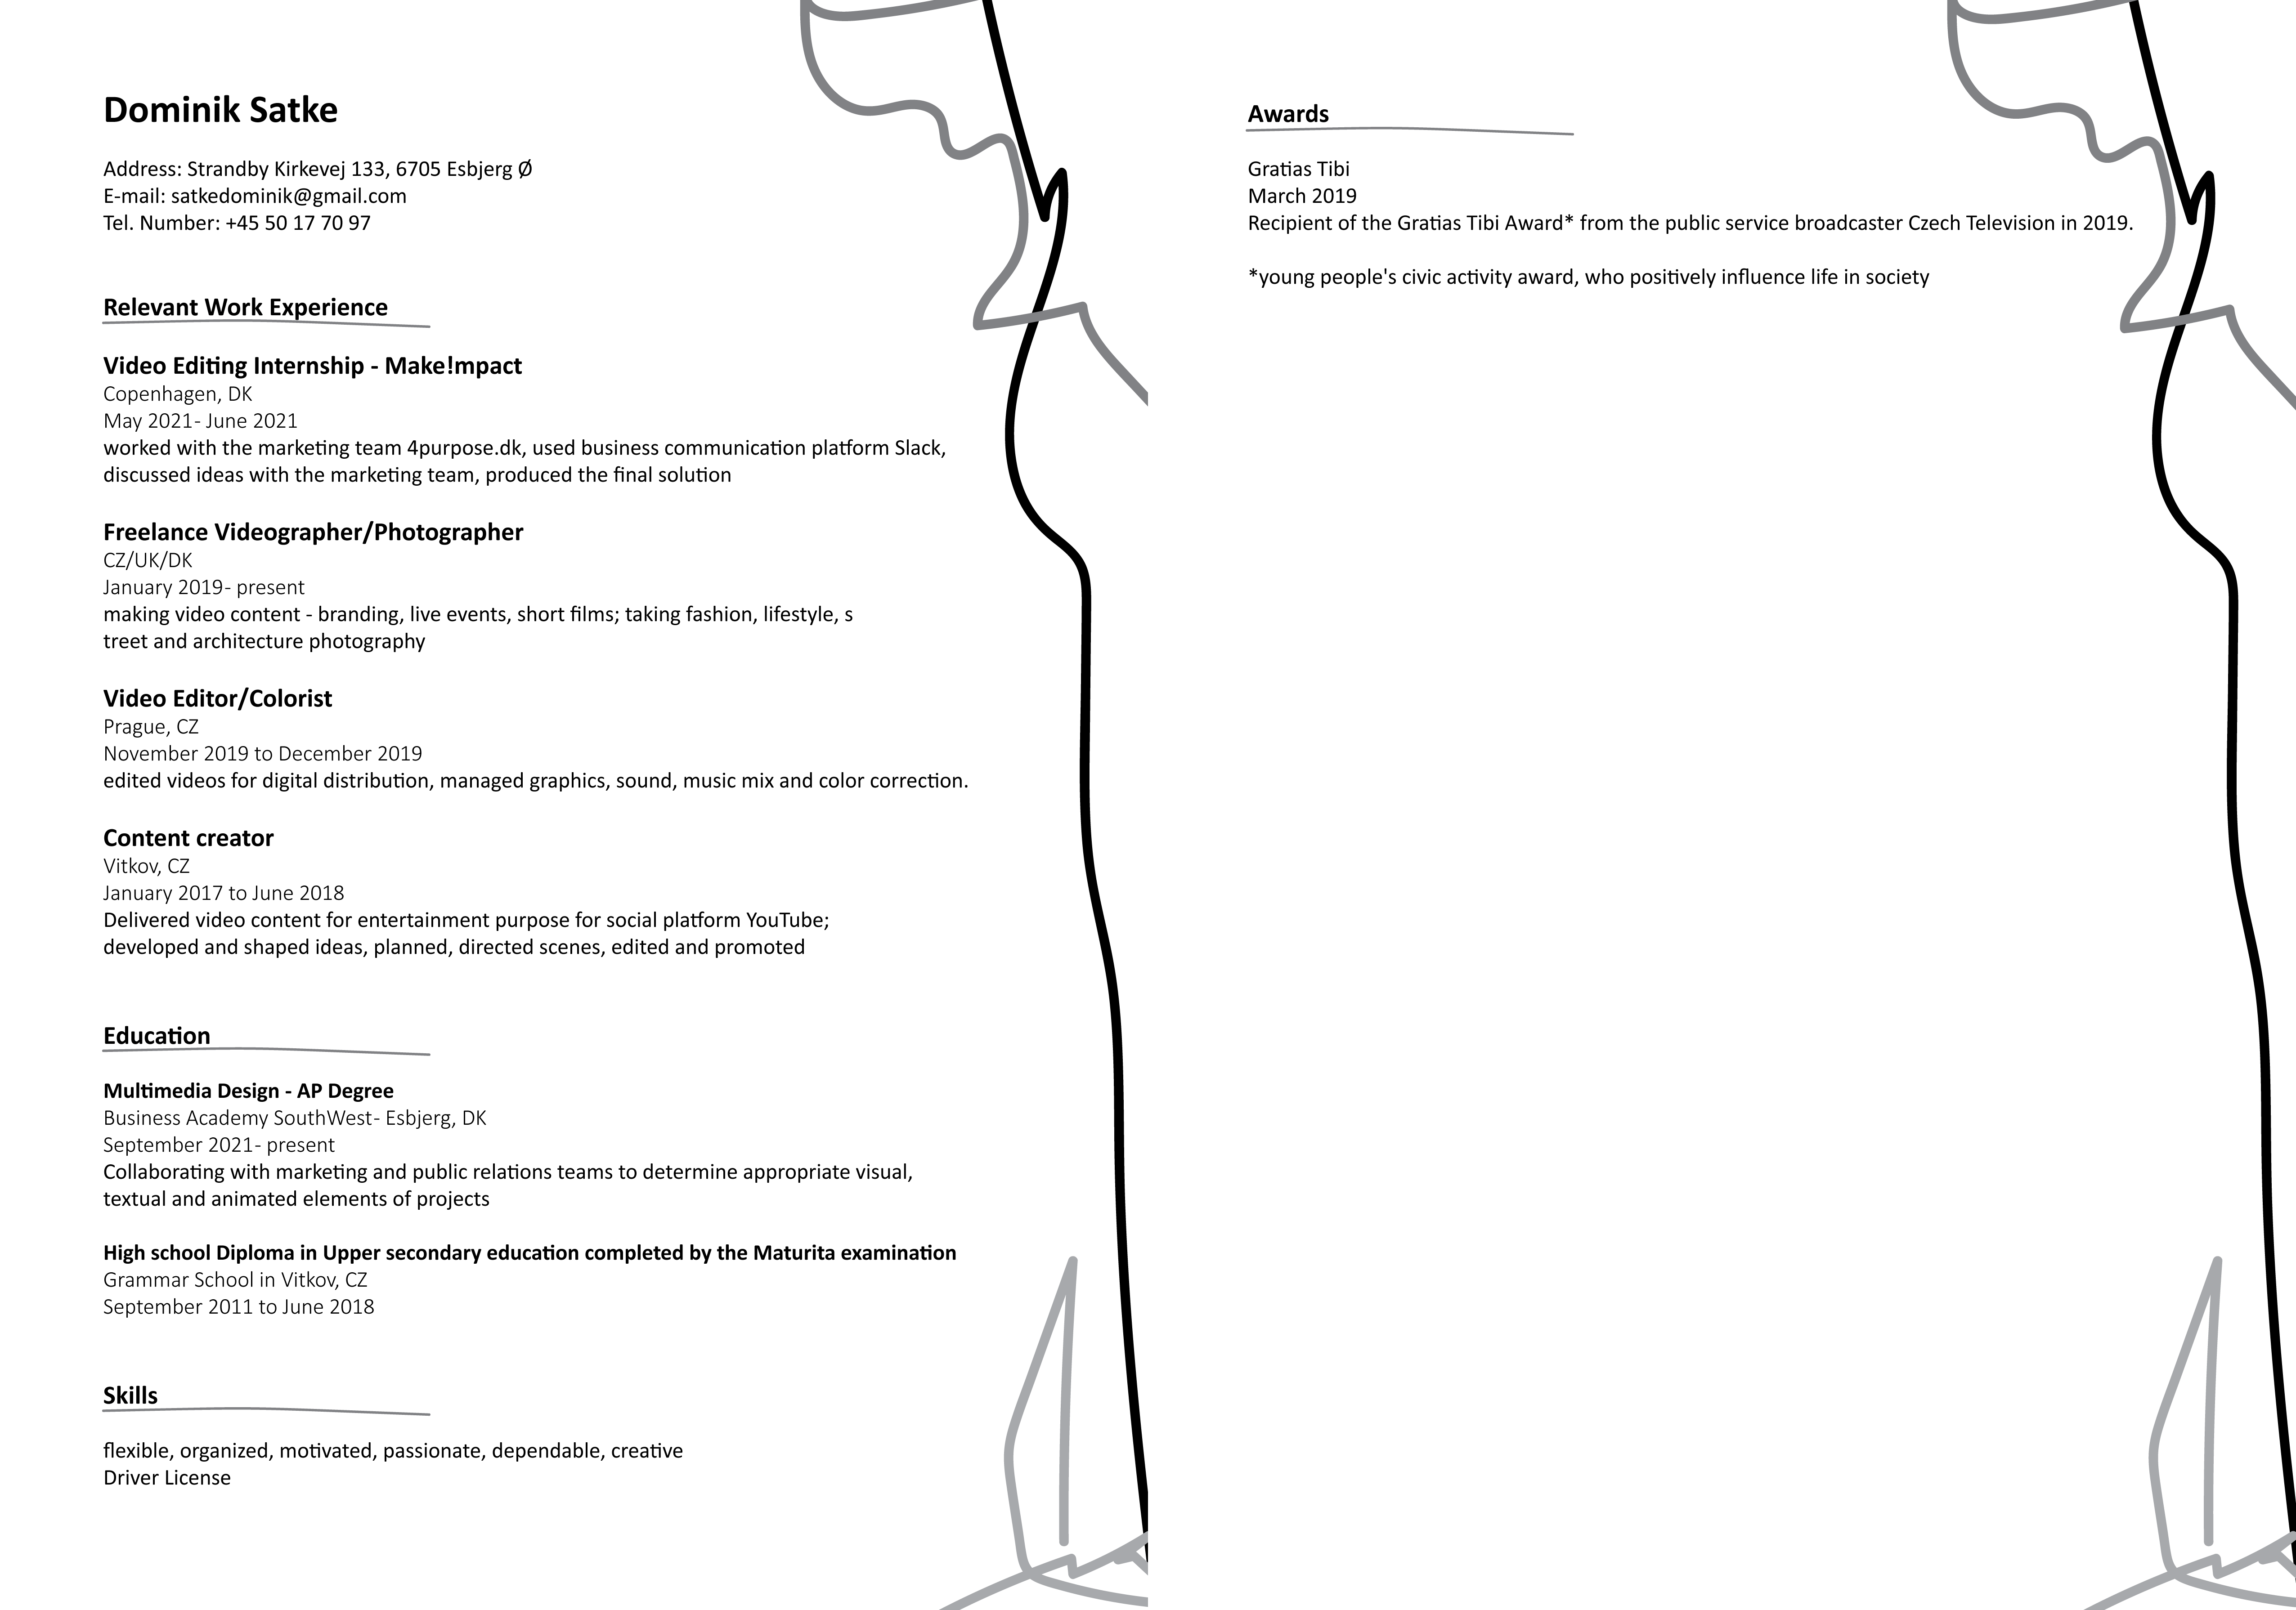 Dominik Satke
Address: Strandby Kirkevej 133, 6705 Esbjerg Ø
E-mail: satkedominik@gmail.com
Tel. Number: +45 50 17 70 97
Relevant Work Experience
Video Editing Internship - Make!mpact
Copenhagen, DK
May 2021- June 2021
worked with the marketing team 4purpose.dk, used business communication platform Slack,
discussed ideas with the marketing team, produced the final solution
Freelance Videographer/Photographer
CZ/UK/DK
January 2019- present
making video content - branding, live events, short films; taking fashion, lifestyle, s
treet and architecture photography
Video Editor/Colorist
Prague, CZ
November 2019 to December 2019
edited videos for digital distribution, managed graphics, sound, music mix and color correction.
Content creator
Vitkov, CZ
January 2017 to June 2018
Delivered video content for entertainment purpose for social platform YouTube;
developed and shaped ideas, planned, directed scenes, edited and promoted
Education
Multimedia Design - AP Degree
Business Academy SouthWest- Esbjerg, DK
September 2021- present
Collaborating with marketing and public relations teams to determine appropriate visual,
textual and animated elements of projects
High school Diploma in Upper secondary education completed by the Maturita examination
Grammar School in Vitkov, CZ
September 2011 to June 2018
Skills
flexible, organized, motivated, passionate, dependable, creative
Driver License
Awards
Gratias Tibi
March 2019
Recipient of the Gratias Tibi Award* from the public service broadcaster Czech Television in 2019.
*young people's civic activity award, who positively influence life in society